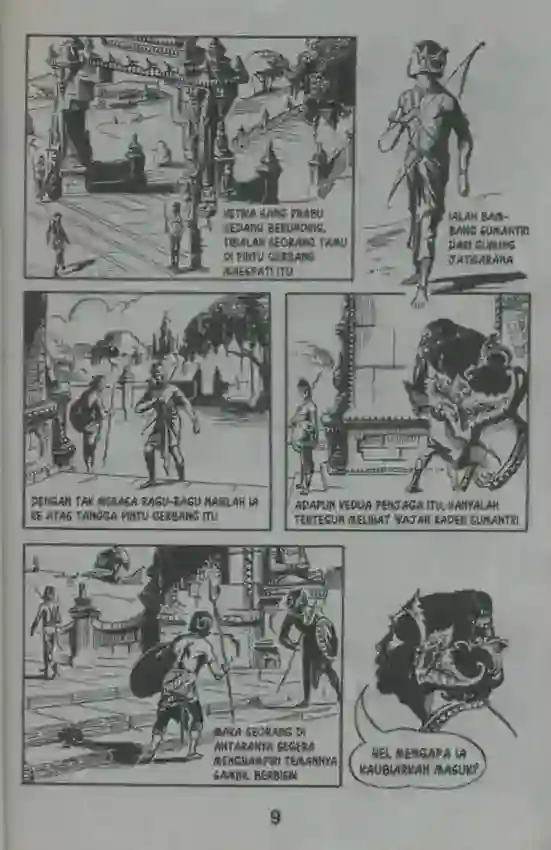 KETIKA SANG PRABU
SEDANG BERUNDING,
TIBALAH SEORANG TAMU
DI PINTU GERBANG
MAESPATI ITU
IALAH BAM-
BANG SUMANTRI
DARI GUNUNG
JATISARANA
DENGAN TAK MERASA RAGU-RAGU NAIKLAH IA
KE ATAS TANGGA PINTU GERBANG ITU
ADAPUN KEDUA PENJAGA ITU, HANYALAH
TERTEGUN MELIHAT WAJAH RADEN SUMANTRI
MAKA SEORANG DI
ANTARANYA SEGERA
MENGHAMPIRI TEMANNYA
SAMBIL BERBISIK
HEI, MENGAPA IA
KAUBIARKAN MASUK?
9